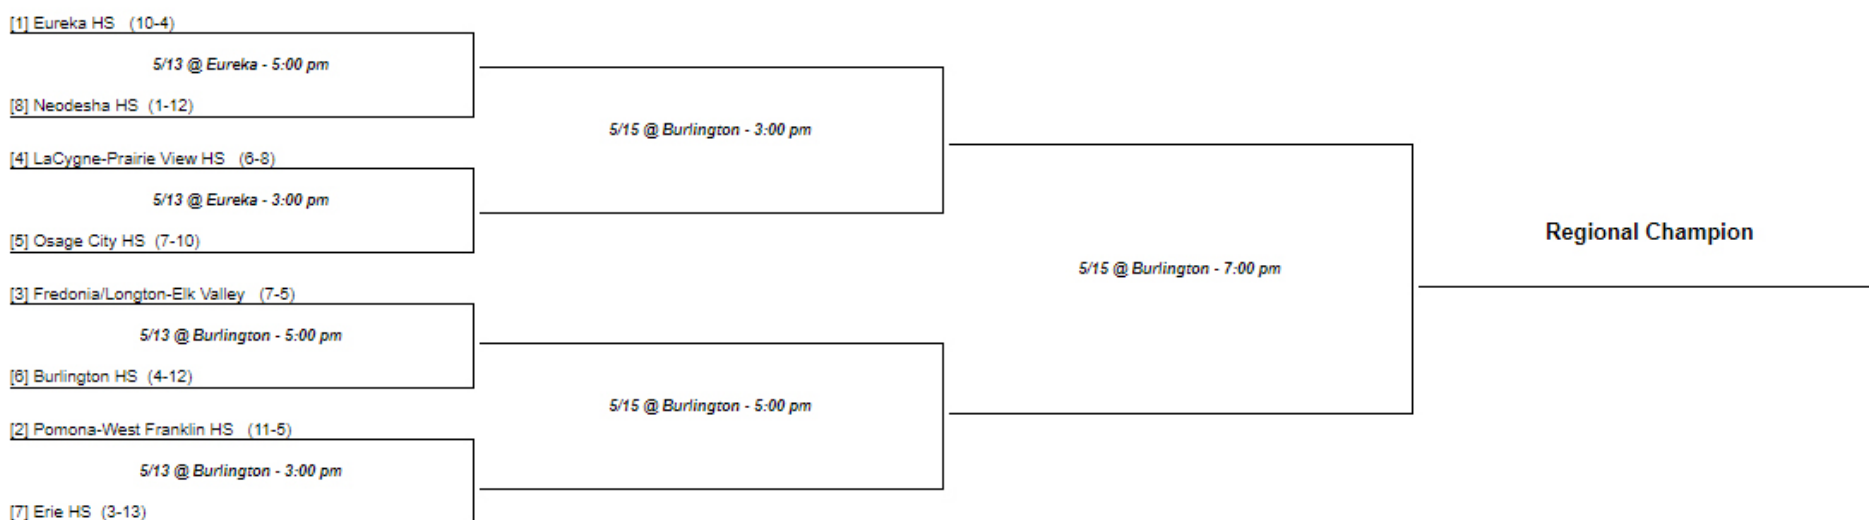 [1] Eureka HS (10-4)
5/13 @ Eureka - 5:00 pm
[8] Neodesha HS (1-12)
5/15 @ Burlington - 3:00 pm
[4] LaCygne-Prairie View HS (6-8)
5/13 @ Eureka - 3:00 pm
[5] Osage City HS (7-10)
Regional Champion
5/15 @ Burlington - 7:00 pm
[3] Fredonia/Longton-Elk Valley (7-5)
5/13 @ Burlington - 5:00 pm
[6] Burlington HS (4-12)
5/15 @ Burlington - 5:00 pm
[2] Pomona-West Franklin HS (11-5)
5/13 @ Burlington - 3:00 pm
[7] Erie HS (3-13)